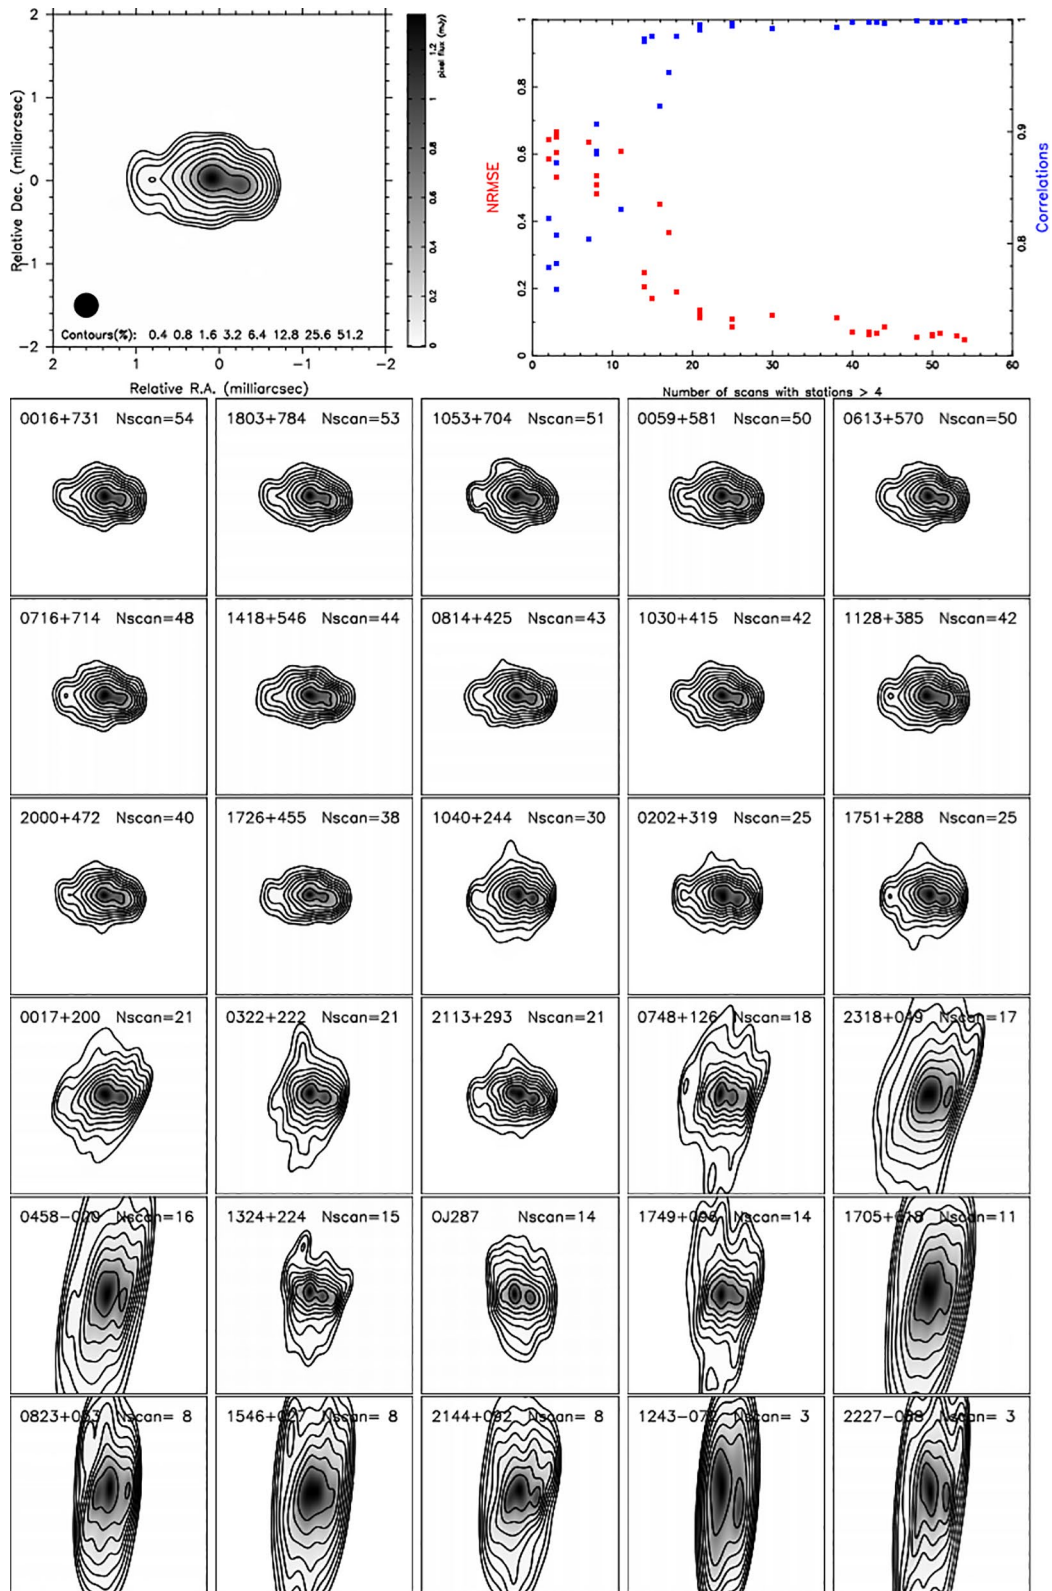 2
1
0
−1
−2
Relative Dec. (milliarcsec)
Contours(%): 0.4 0.8 1.6 3.2 6.4 12.8 25.6 51.2
2 1 0 −1 −2
Relative R.A. (milliarcsec)
0 0.2 0.4 0.6 0.8 1 1.2
pixel flux (mJy)
NRMSE
0 0.2 0.4 0.6 0.8 1
0.8 0.9 1
Correlations
0 10 20 30 40 50 60
Number of scans with stations > 4
0016+731 Nscan=54
1803+784 Nscan=53
1053+704 Nscan=51
0059+581 Nscan=50
0613+570 Nscan=50
0716+714 Nscan=48
1418+546 Nscan=44
0814+425 Nscan=43
1030+415 Nscan=42
1128+385 Nscan=42
2000+472 Nscan=40
1726+455 Nscan=38
1040+244 Nscan=30
0202+319 Nscan=25
1751+288 Nscan=25
0017+200 Nscan=21
0322+222 Nscan=21
2113+293 Nscan=21
0748+126 Nscan=18
2318+049 Nscan=17
Nscan=16
1324+224 Nscan=15
OJ287 Nscan=14
Nscan=14
Nscan=11
Nscan= 8
Nscan= 8
2144+092 Nscan= 8
Nscan= 3
Nscan= 3